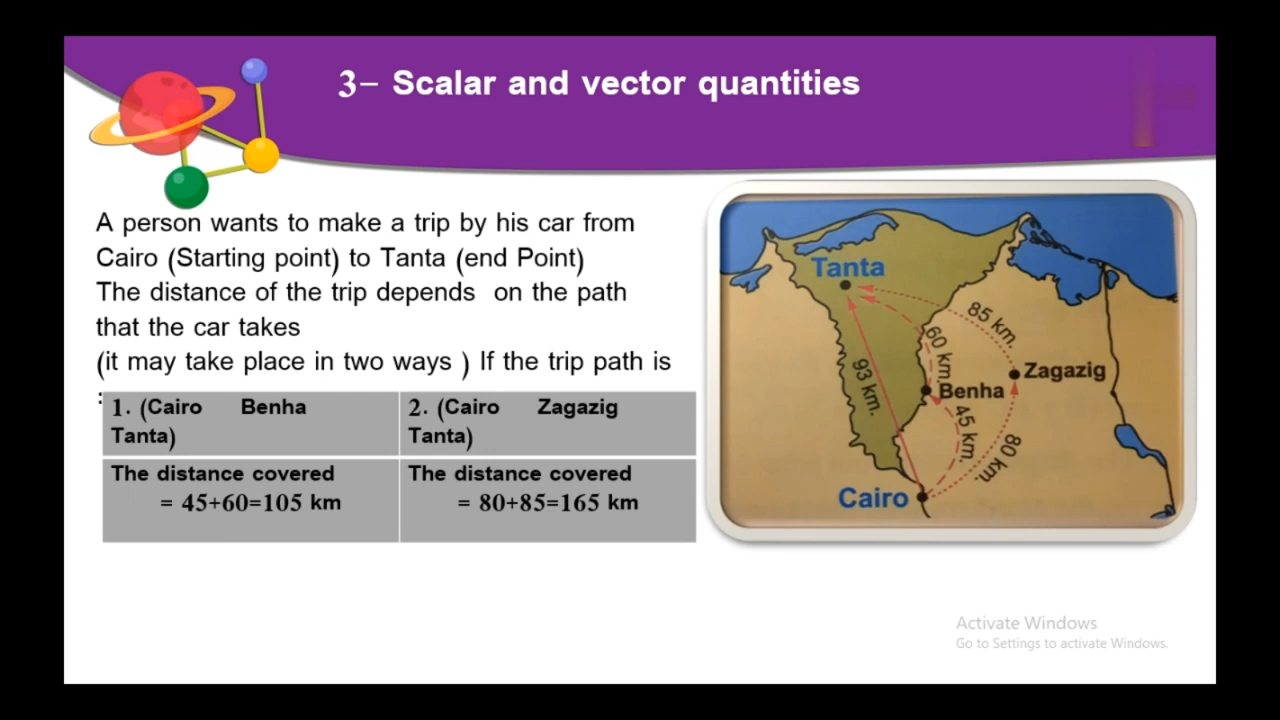 3- Scalar and vector quantities
A person wants to make a trip by his car from
Cairo (Starting point) to Tanta (end Point)
The distance of the trip depends on the path
that the car takes
(it may take place in two ways ) If the trip path is
:
1. (Cairo Benha
Tanta)
2. (Cairo Zagazig
Tanta)
The distance covered
= 45+60=105 km
The distance covered
= 80+85=165 km
Tanta
85 km.
60 km.
93 km.
Zagazig
Benha
45 km.
80 km.
Cairo
Activate Windows
Go to Settings to activate Windows.